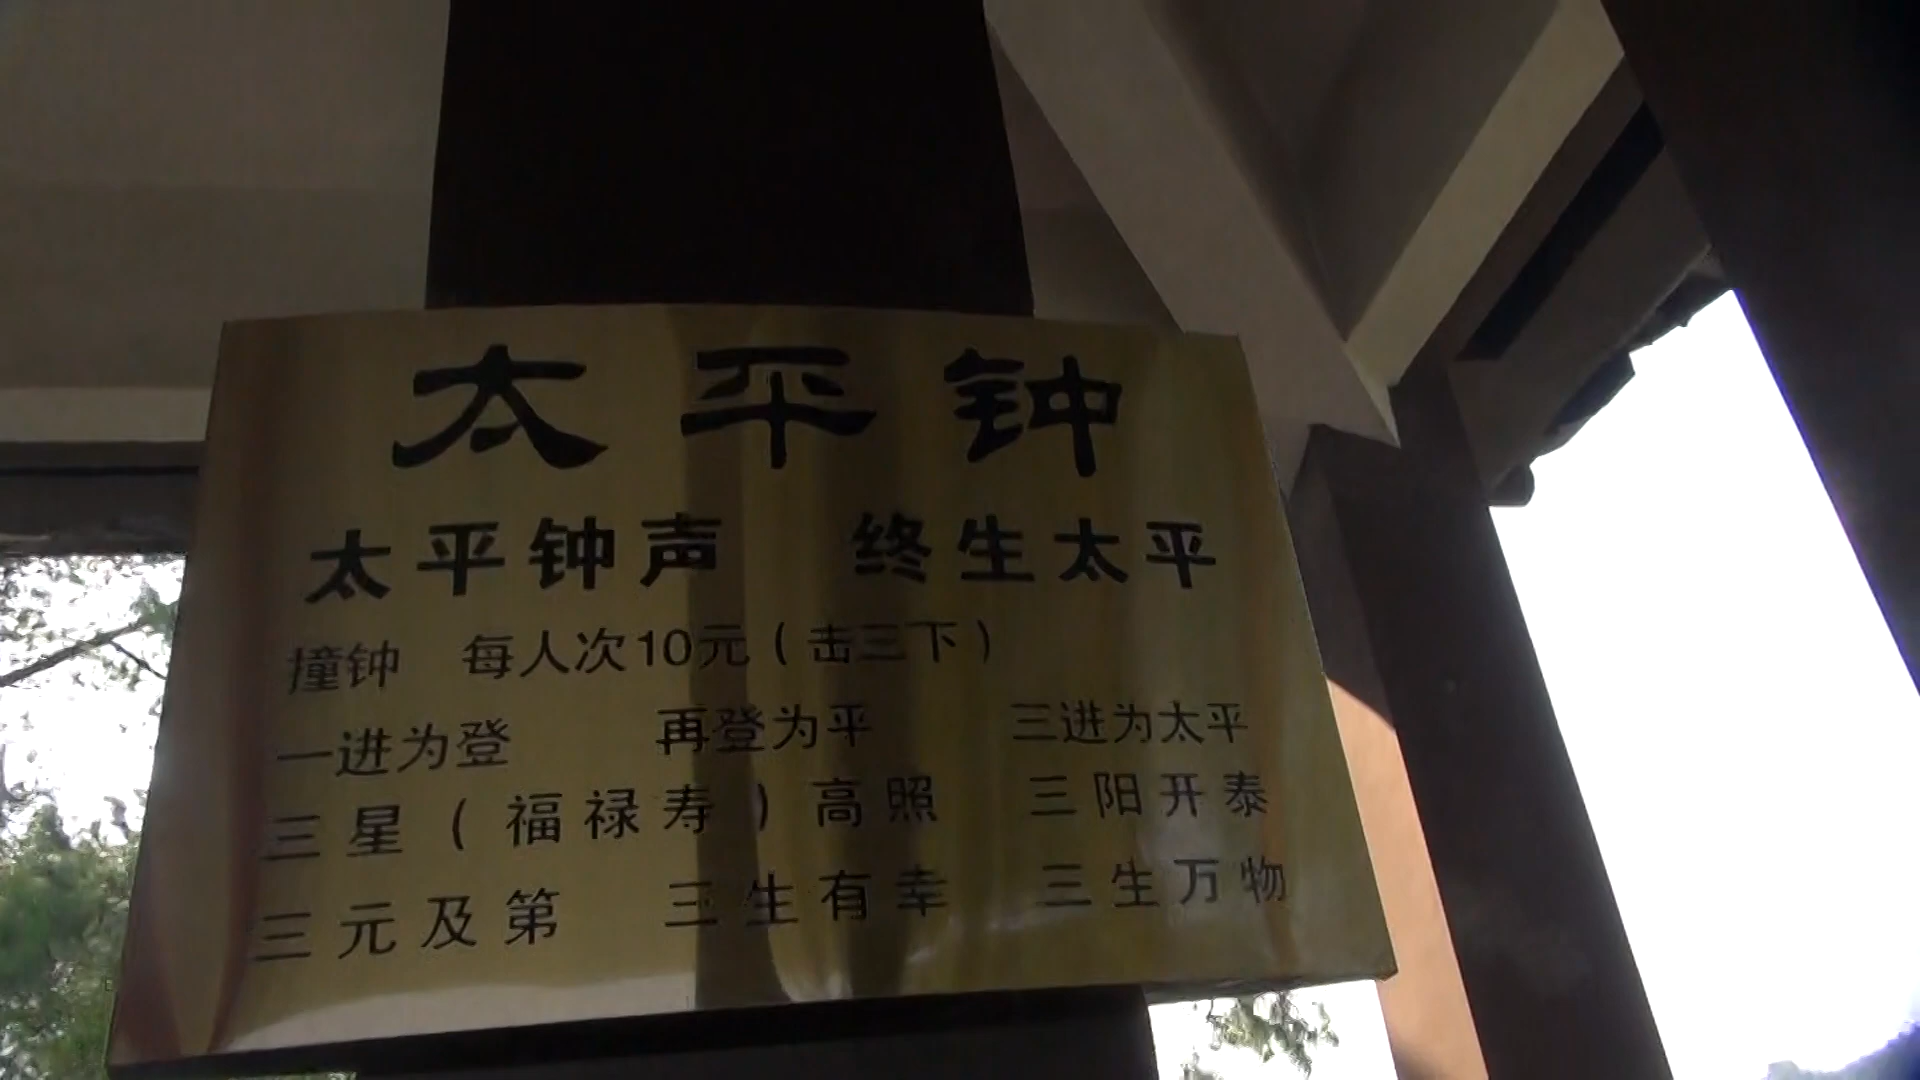 太平钟
太平钟声 终生太平
撞钟 每人次10元（击三下）
一进为登 再登为平 三进为太平
三星（福禄寿）高照 三阳开泰
三元及第 三生有幸 三生万物